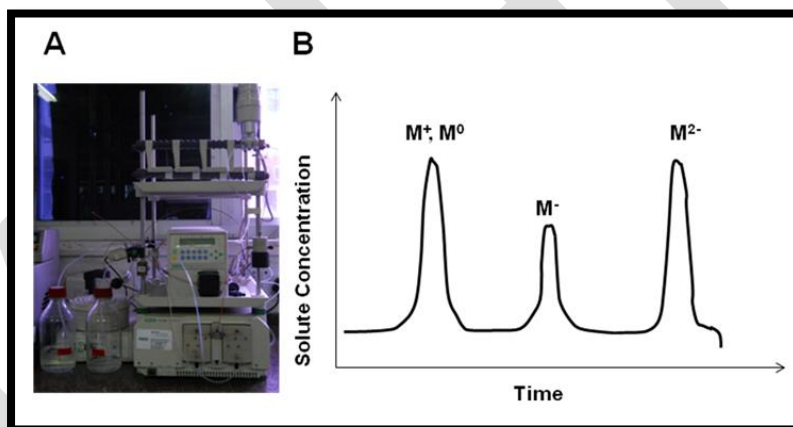 A
B
M⁺, M⁰
M⁻
M²⁻
Solute Concentration
Time